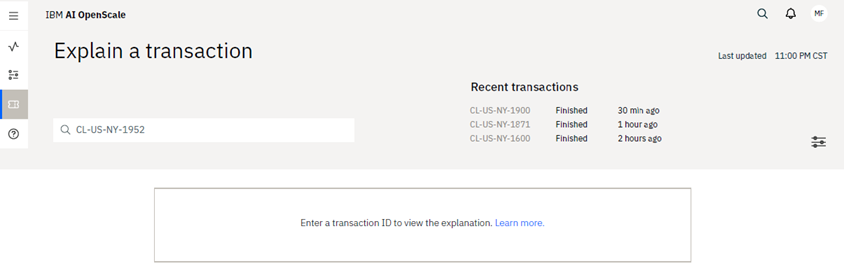 IBM AI OpenScale
MF
Explain a transaction
Last updated 11:00 PM CST
Recent transactions
CL-US-NY-1900 Finished 30 min ago
CL-US-NY-1871 Finished 1 hour ago
CL-US-NY-1600 Finished 2 hours ago
CL-US-NY-1952
Enter a transaction ID to view the explanation. Learn more.